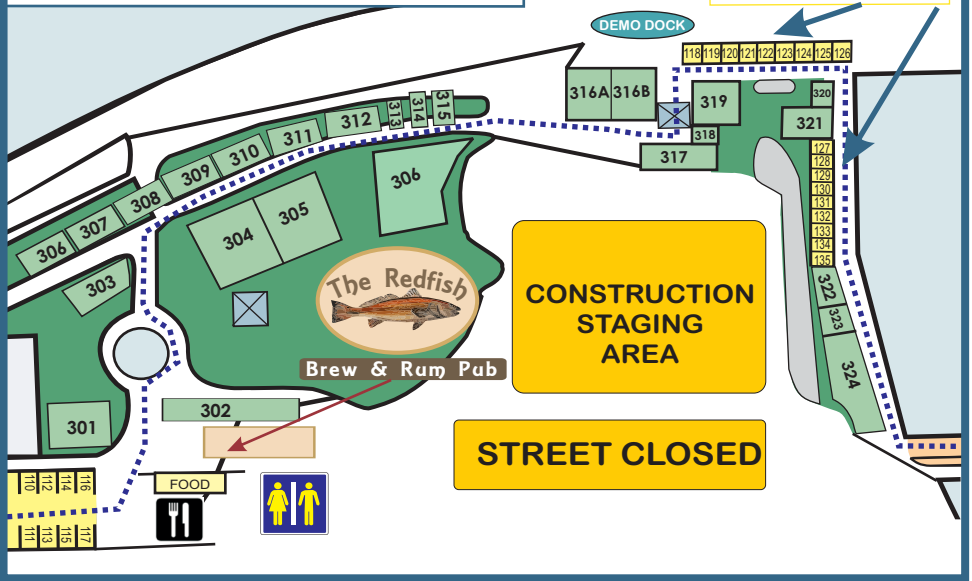 DEMO DOCK
118 119 120 121 122 123 124 125 126
316A 316B
319
320
321
318
317
315
314
313
312
311
310
309
308
307
306
306
305
304
303
127
128
129
130
131
132
133
134
135
322
323
324
The Redfish
Brew & Rum Pub
CONSTRUCTION
STAGING
AREA
STREET CLOSED
302
301
FOOD
110 112 114 116
111 113 115 117